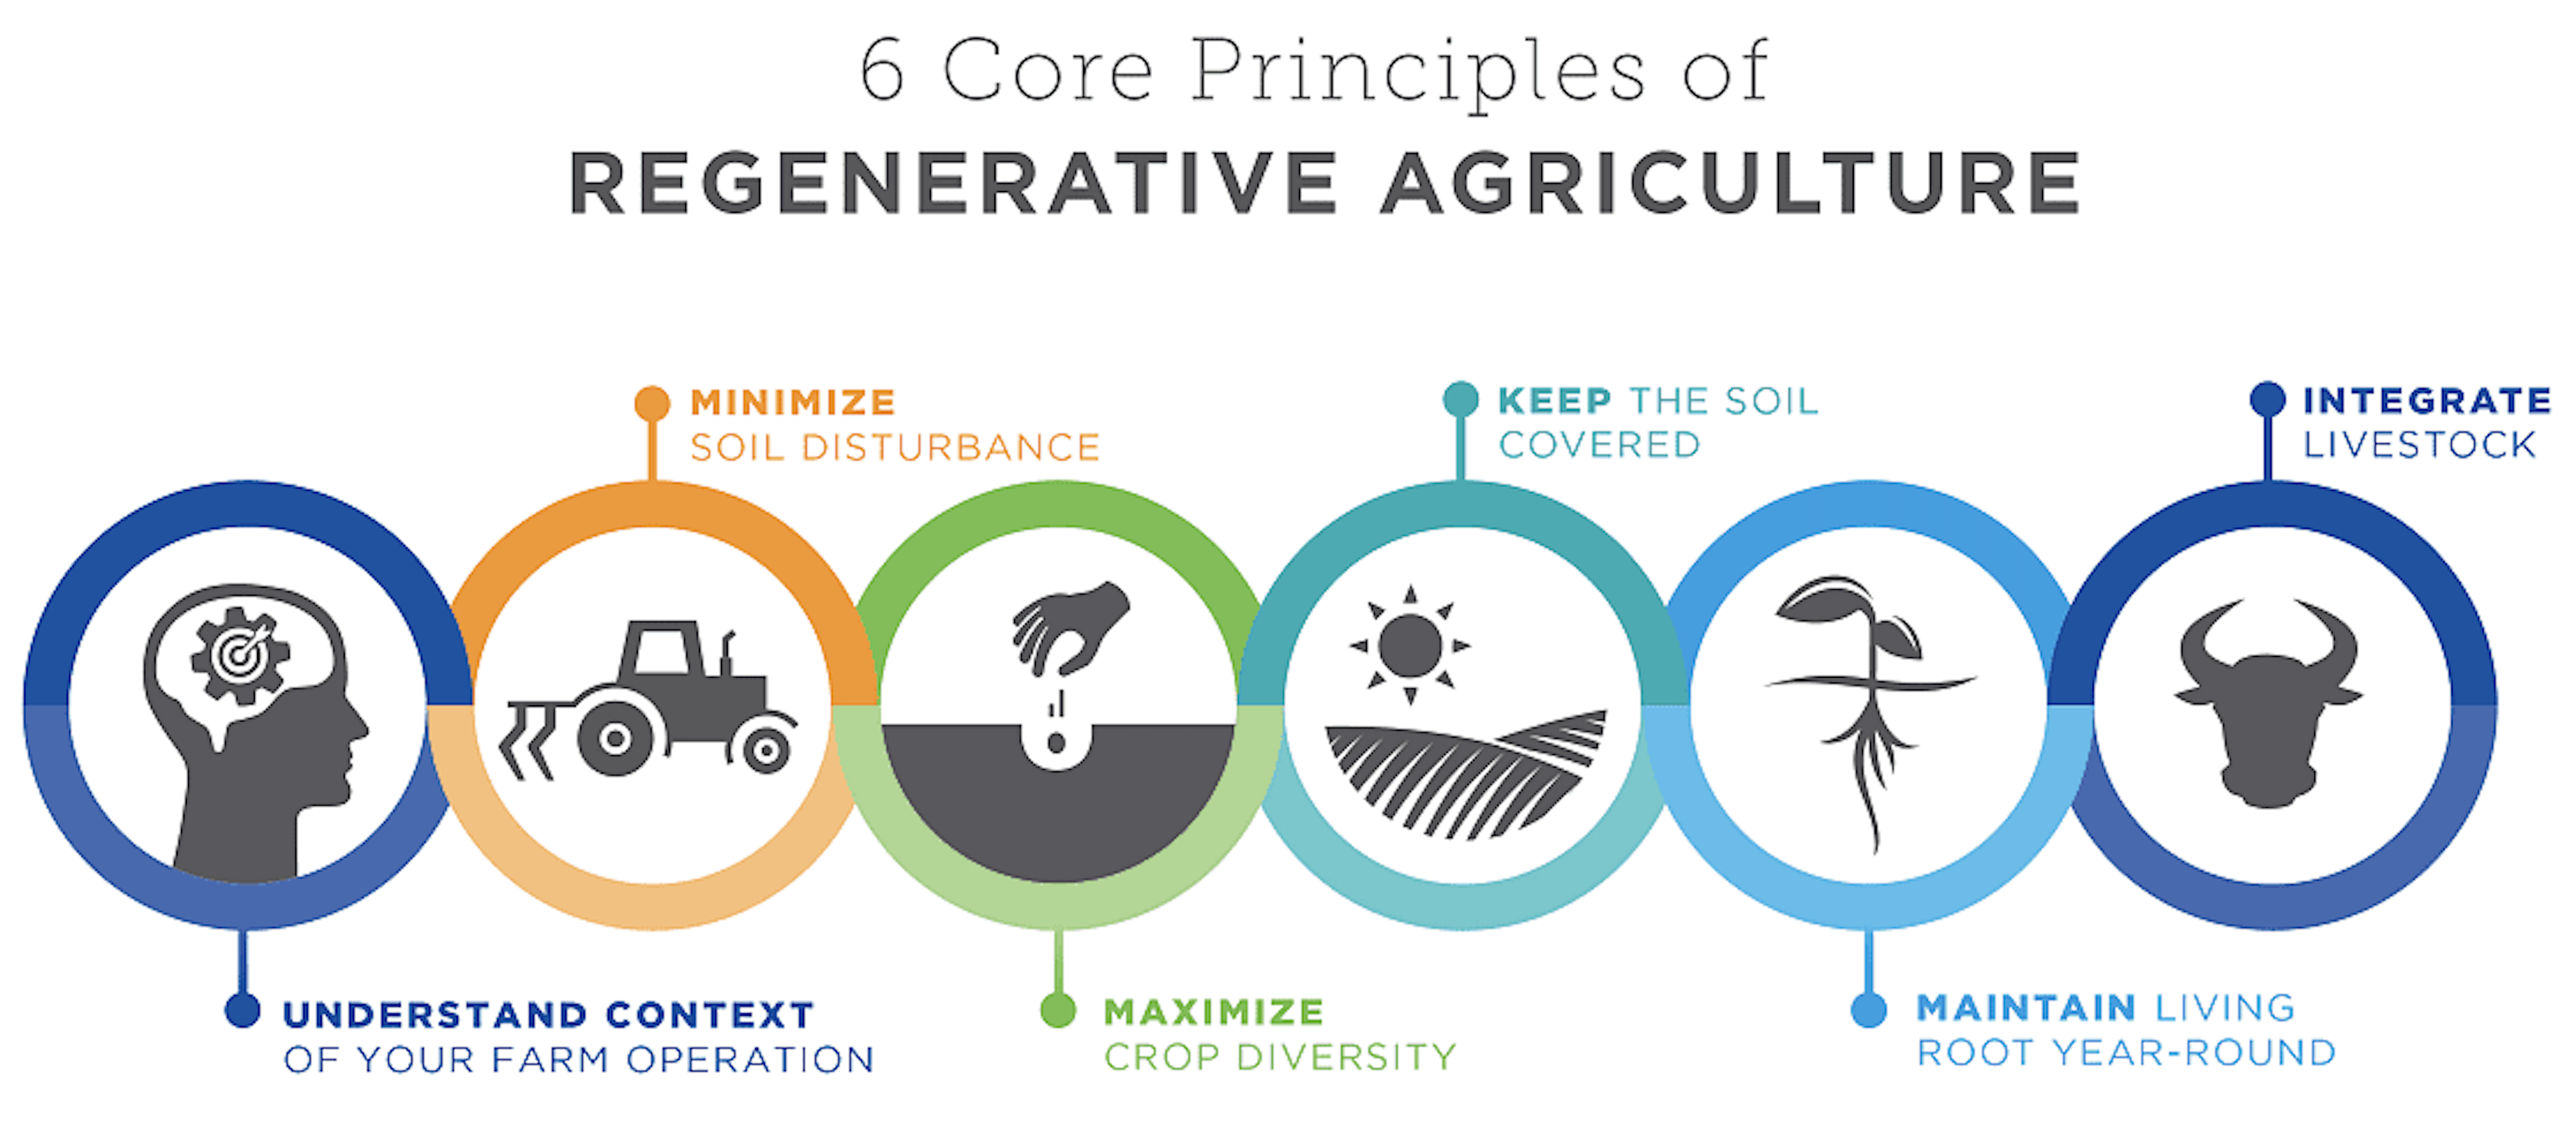 6 Core Principles of
REGENERATIVE AGRICULTURE
MINIMIZE
SOIL DISTURBANCE
KEEP THE SOIL
COVERED
INTEGRATE
LIVESTOCK
UNDERSTAND CONTEXT
OF YOUR FARM OPERATION
MAXIMIZE
CROP DIVERSITY
MAINTAIN LIVING
ROOT YEAR-ROUND